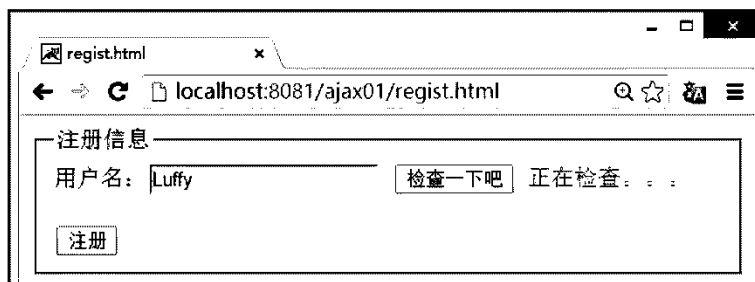 regist.html
localhost:8081/ajax01/regist.html
注册信息
用户名: Luffy 检查一下吧 正在检查。。。
注册